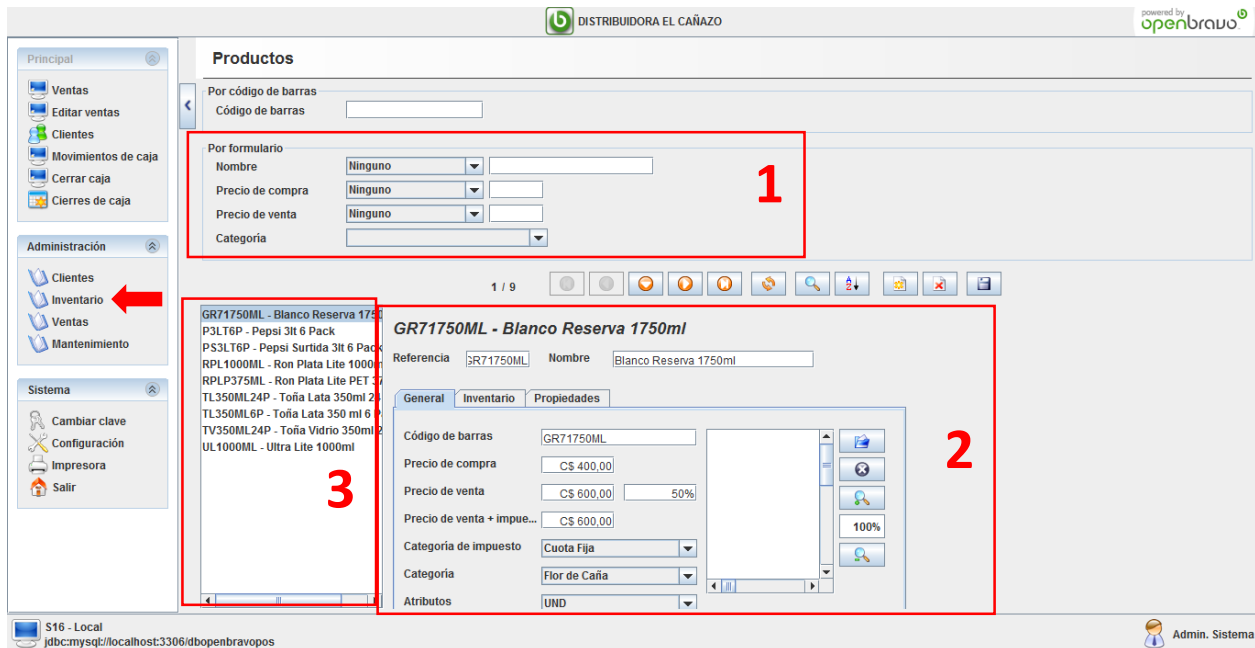 DISTRIBUIDORA EL CAÑAZO
powered by
openbravo
Principal
Ventas
Editar ventas
Clientes
Movimientos de caja
Cerrar caja
Cierres de caja
Administración
Clientes
Inventario
Ventas
Mantenimiento
Sistema
Cambiar clave
Configuración
Impresora
Salir
Productos
Por código de barras
Código de barras
Por formulario
Nombre Ninguno
Precio de compra Ninguno
Precio de venta Ninguno
Categoría
1
1 / 9
GR71750ML - Blanco Reserva 175
P3LT6P - Pepsi 3lt 6 Pack
PS3LT6P - Pepsi Surtida 3lt 6 Pack
RPL1000ML - Ron Plata Lite 1000m
RPLP375ML - Ron Plata Lite PET 37
TL350ML24P - Toña Lata 350ml 24
TL350ML6P - Toña Lata 350 ml 6 P
TV350ML24P - Toña Vidrio 350ml 2
UL1000ML - Ultra Lite 1000ml
3
GR71750ML - Blanco Reserva 1750ml
Referencia GR71750ML Nombre Blanco Reserva 1750ml
General Inventario Propiedades
Código de barras GR71750ML
Precio de compra C$ 400,00
Precio de venta C$ 600,00 50%
Precio de venta + impue... C$ 600,00
Categoría de impuesto Cuota Fija
Categoría Flor de Caña
Atributos UND
100%
2
S16 - Local
jdbc:mysql://localhost:3306/dbopenbravopos
Admin. Sistema